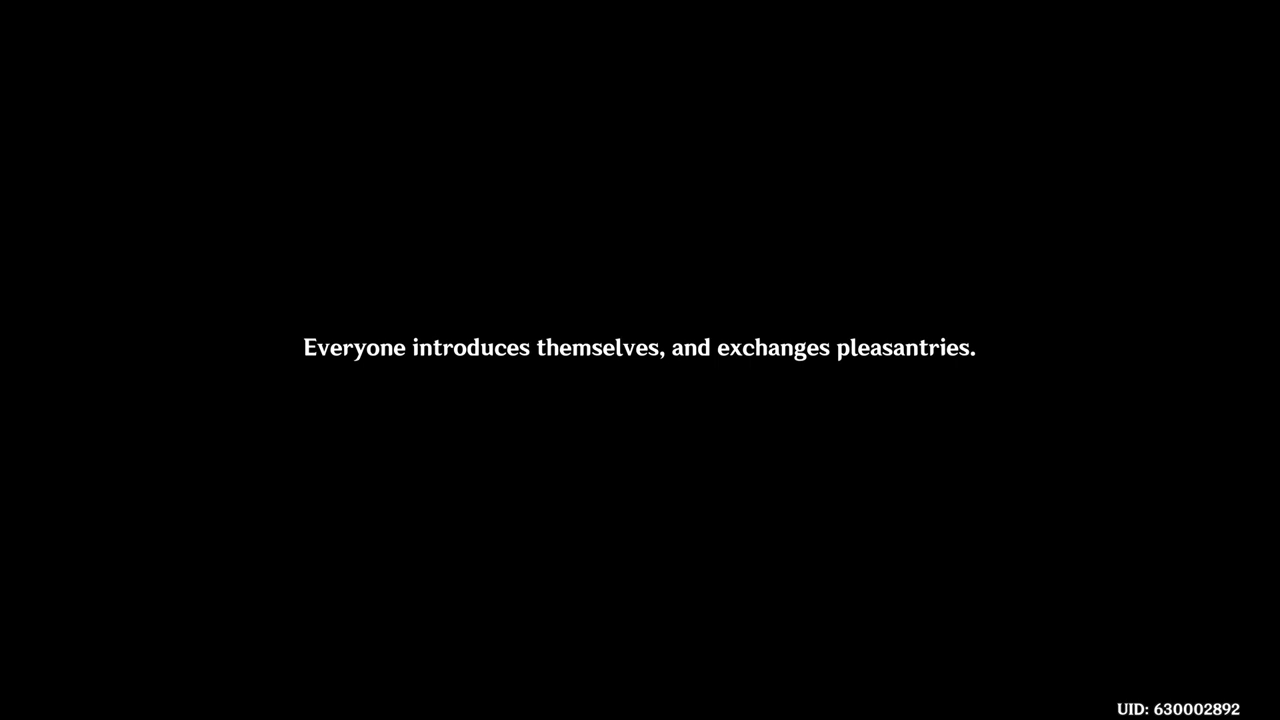 Everyone introduces themselves, and exchanges pleasantries.
UID: 630002892